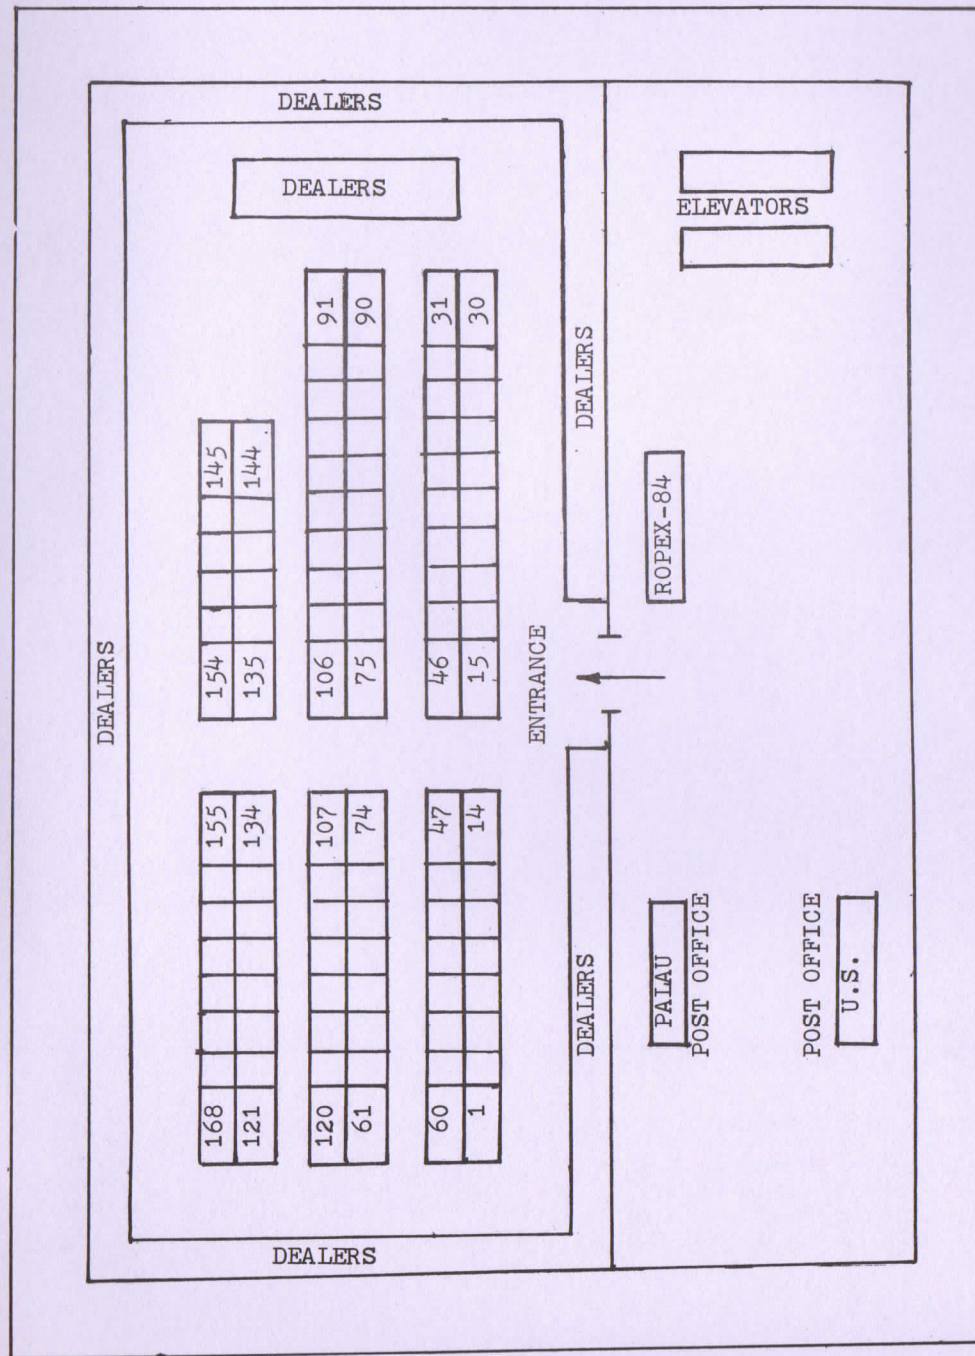 DEALERS
DEALERS
ELEVATORS
91
90
31
30
DEALERS
145
144
ROPEX-84
DEALERS
154
135
106
75
46
15
ENTRANCE
155
134
107
74
47
14
DEALERS
PALAU
POST OFFICE
POST OFFICE
U.S.
168
121
120
61
60
1
DEALERS